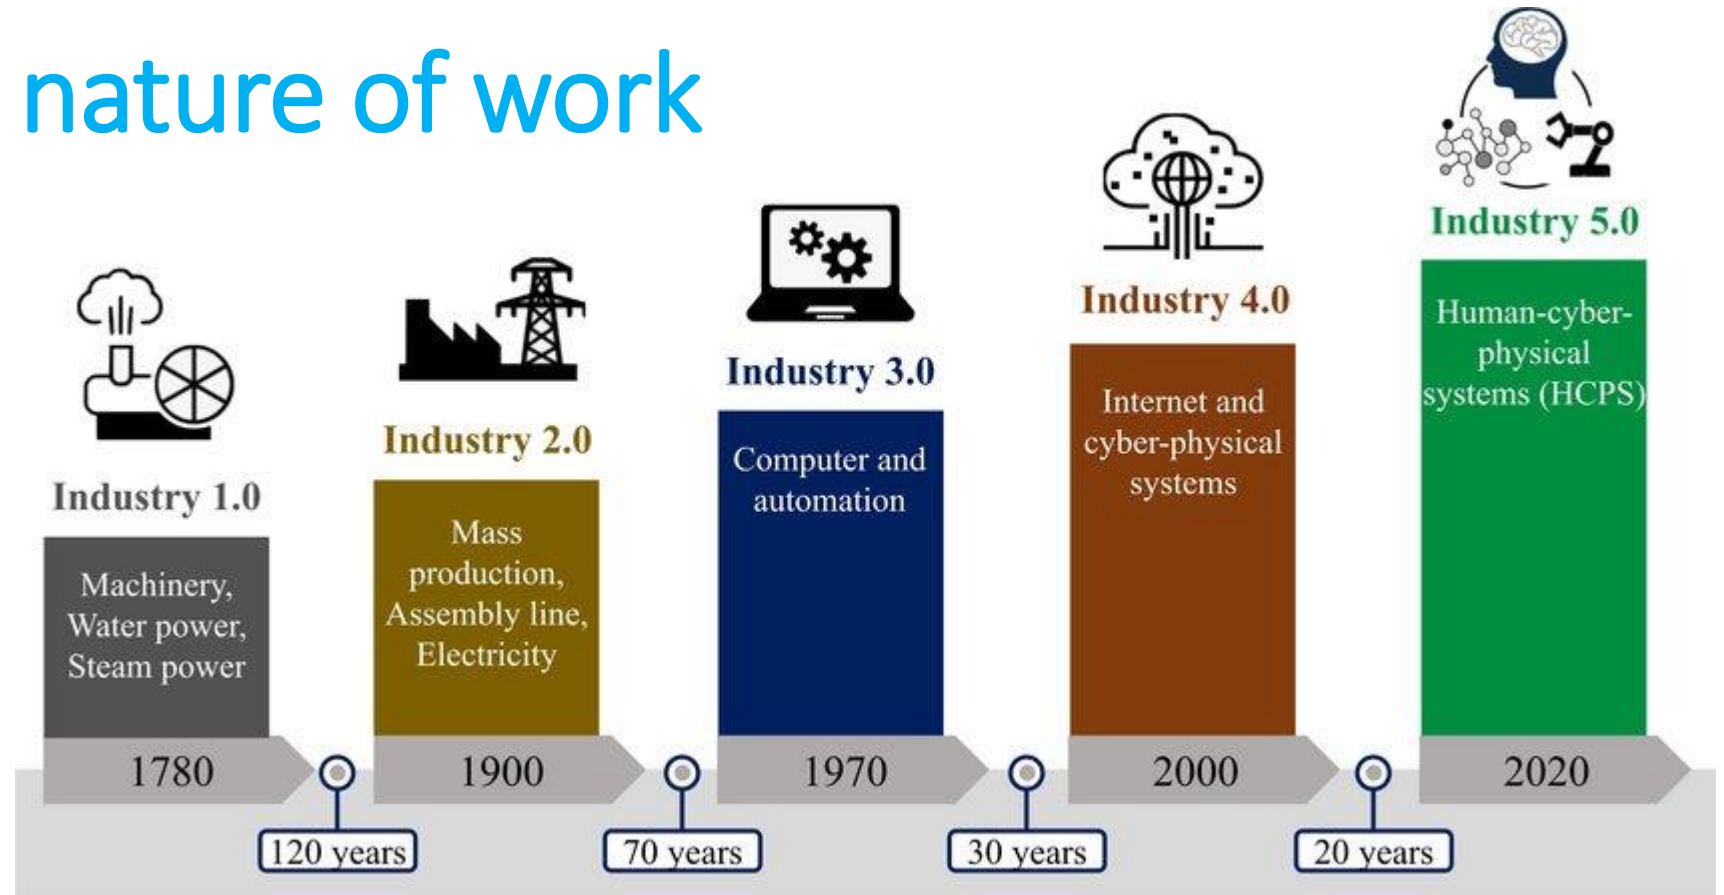 nature of work
Industry 1.0
Machinery,
Water power,
Steam power
1780
120 years
Industry 2.0
Mass
production,
Assembly line,
Electricity
1900
70 years
Industry 3.0
Computer and
automation
1970
30 years
Industry 4.0
Internet and
cyber-physical
systems
2000
20 years
Industry 5.0
Human-cyber-
physical
systems (HCPS)
2020